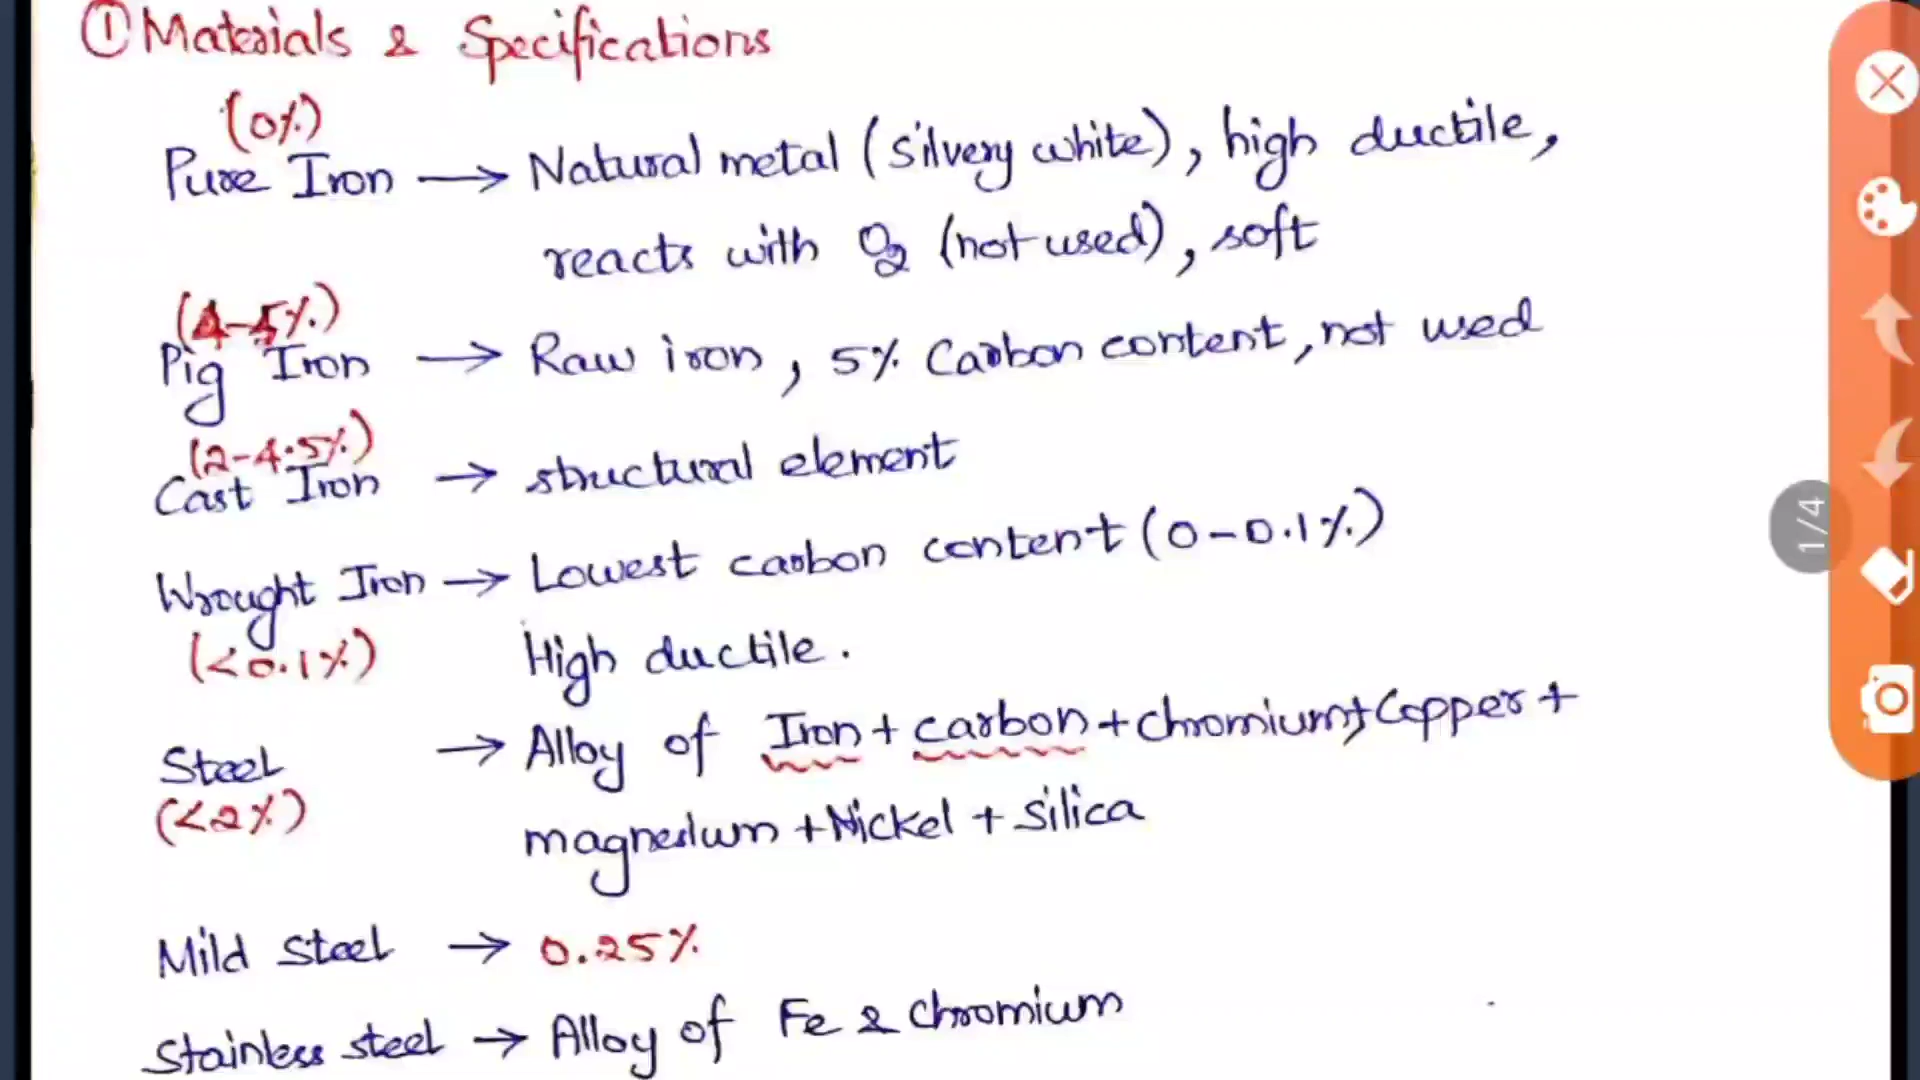 ① Materials & Specifications
(0%)
Pure Iron → Natural metal (silvery white), high ductile,
reacts with O2 (not used), soft
(4-5%)
Pig Iron → Raw iron, 5% Carbon content, not used
(2-4.5%)
Cast Iron → structural element
Wrought Iron → Lowest carbon content (0-0.1%)
(<0.1%) High ductile.
Steel → Alloy of Iron + carbon + chromium + Copper +
(<2%) magnesium + Nickel + silica
Mild steel → 0.25%
Stainless steel → Alloy of Fe & chromium
1/4